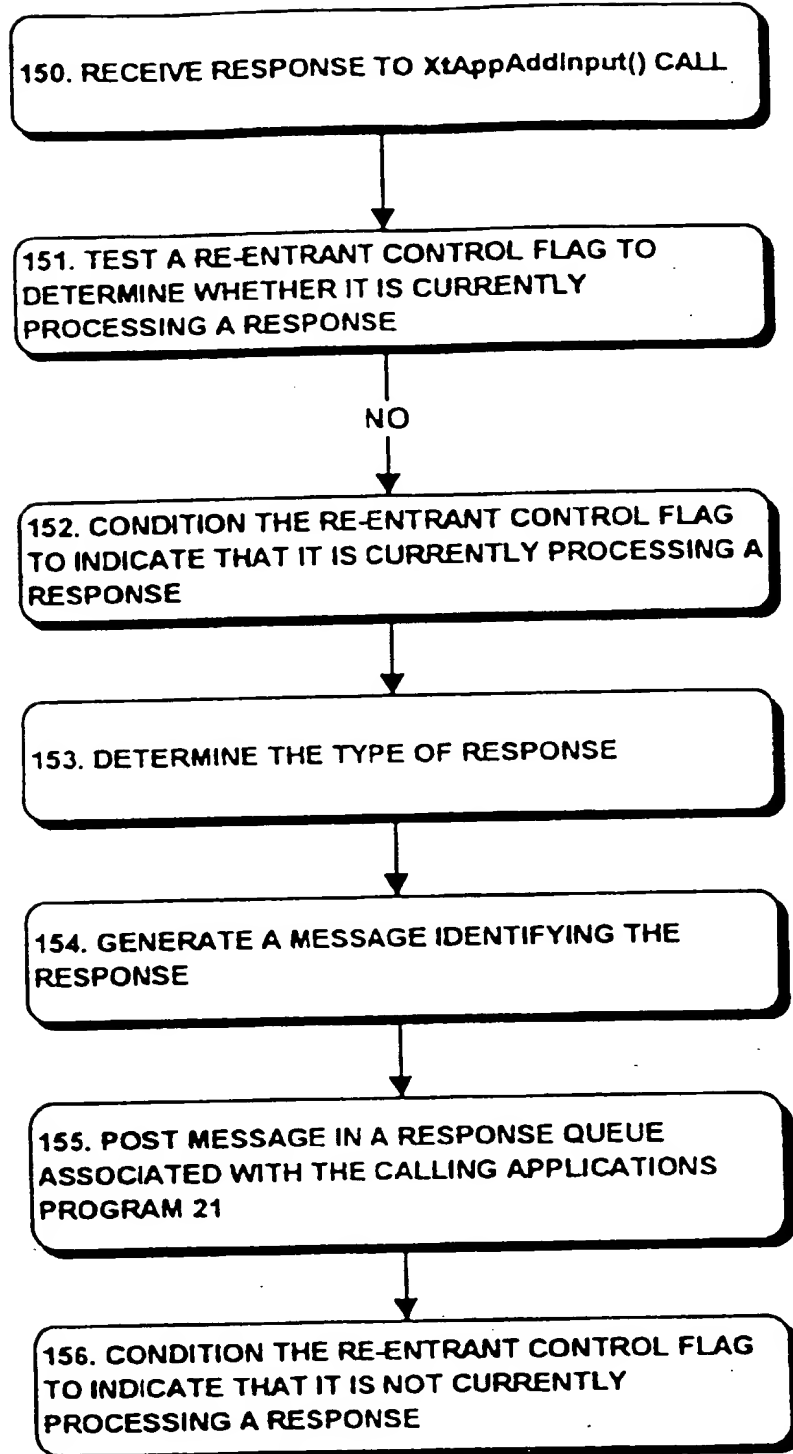 150. RECEIVE RESPONSE TO XtAppAddInput() CALL
151. TEST A RE-ENTRANT CONTROL FLAG TO
DETERMINE WHETHER IT IS CURRENTLY
PROCESSING A RESPONSE
NO
152. CONDITION THE RE-ENTRANT CONTROL FLAG
TO INDICATE THAT IT IS CURRENTLY PROCESSING A
RESPONSE
153. DETERMINE THE TYPE OF RESPONSE
154. GENERATE A MESSAGE IDENTIFYING THE
RESPONSE
155. POST MESSAGE IN A RESPONSE QUEUE
ASSOCIATED WITH THE CALLING APPLICATIONS
PROGRAM 21
156. CONDITION THE RE-ENTRANT CONTROL FLAG
TO INDICATE THAT IT IS NOT CURRENTLY
PROCESSING A RESPONSE